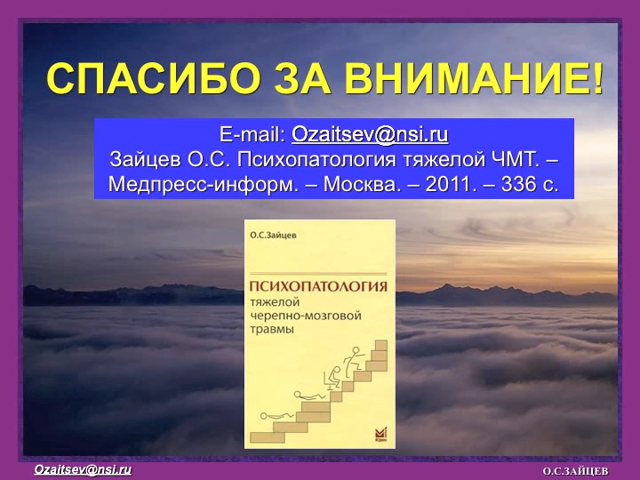 СПАСИБО ЗА ВНИМАНИЕ!
E-mail: Ozaitsev@nsi.ru
Зайцев О.С. Психопатология тяжелой ЧМТ. –
Медпресс-информ. – Москва. – 2011. – 336 с.
О.С.Зайцев
ПСИХОПАТОЛОГИЯ
тяжелой
черепно-мозговой
травмы
Ozaitsev@nsi.ru
О.С.ЗАЙЦЕВ